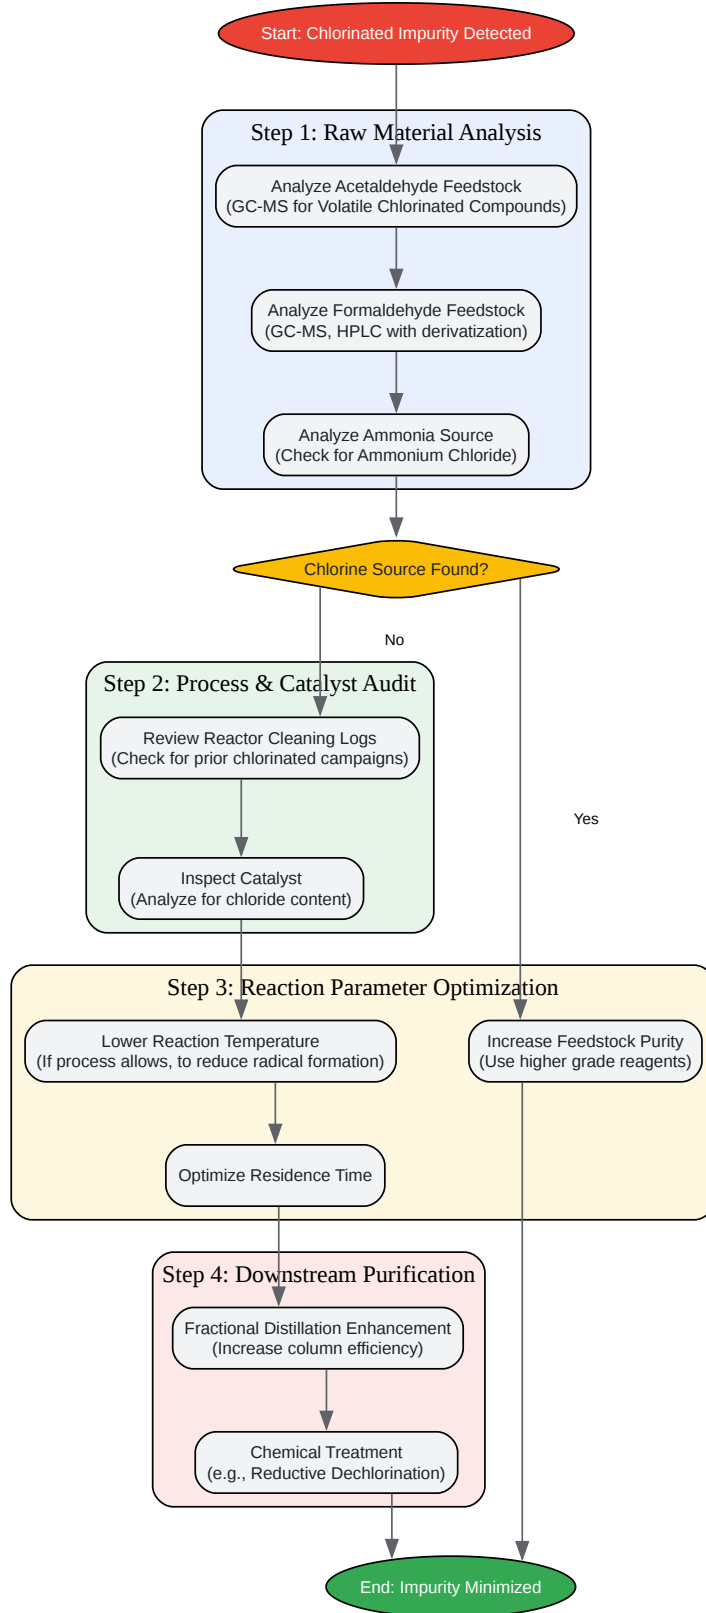 Start: Chlorinated Impurity Detected
Step 1: Raw Material Analysis
Analyze Acetaldehyde Feedstock
(GC-MS for Volatile Chlorinated Compounds)
Analyze Formaldehyde Feedstock
(GC-MS, HPLC with derivatization)
Analyze Ammonia Source
(Check for Ammonium Chloride)
Chlorine Source Found?
No
Step 2: Process & Catalyst Audit
Review Reactor Cleaning Logs
(Check for prior chlorinated campaigns)
Yes
Inspect Catalyst
(Analyze for chloride content)
Step 3: Reaction Parameter Optimization
Lower Reaction Temperature
(If process allows, to reduce radical formation)
Increase Feedstock Purity
(Use higher grade reagents)
Optimize Residence Time
Step 4: Downstream Purification
Fractional Distillation Enhancement
(Increase column efficiency)
Chemical Treatment
(e.g., Reductive Dechlorination)
End: Impurity Minimized